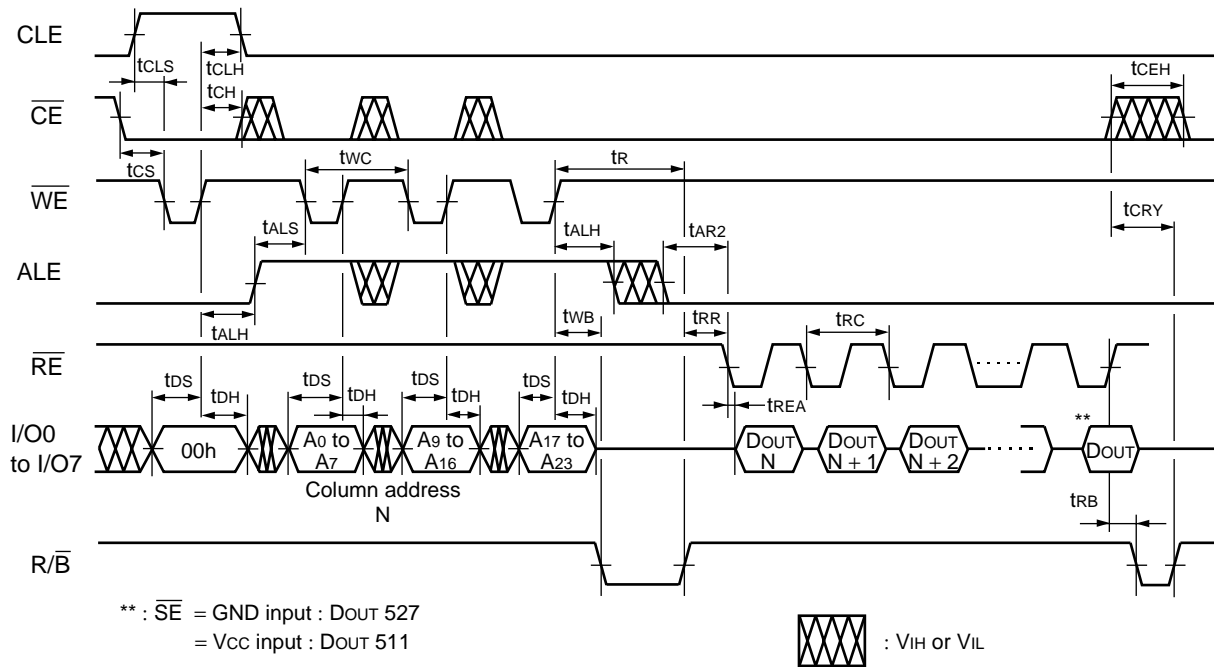 CLE
tCLS
tCLH
tCEH
tCH
CE
tCS
tWC
tR
WE
tCRY
tALS
tALH
tAR2
ALE
tALH
tWB
tRR
tRC
RE
tDS
tDH
tDS
tDH
tDS
tDH
tDS
tDH
tREA
**
I/O0
to I/O7
00h
A0 to
A7
A9 to
A16
A17 to
A23
DOUT
N
DOUT
N + 1
DOUT
N + 2
DOUT
Column address
N
tRB
R/B
** : SE = GND input : DOUT 527
= VCC input : DOUT 511
: VIH or VIL